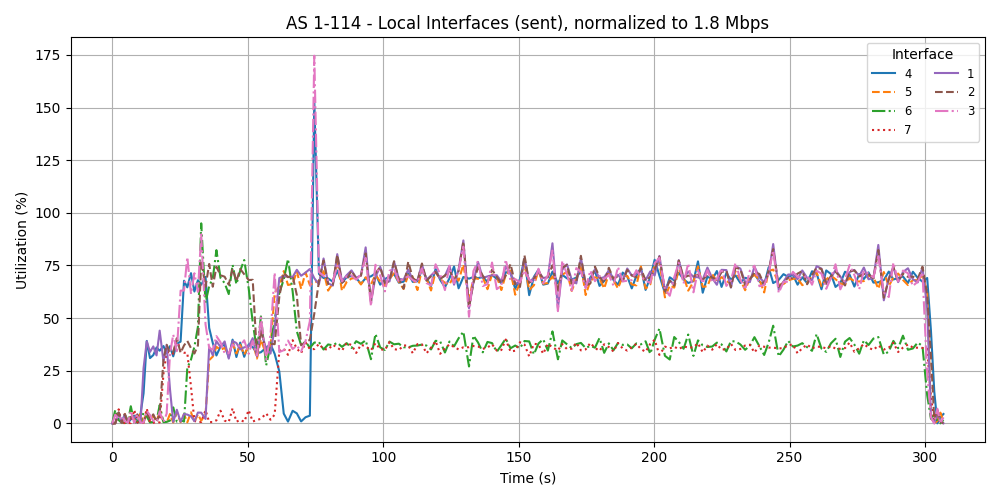 AS 1-114 - Local Interfaces (sent), normalized to 1.8 Mbps
Utilization (%)
175
150
125
100
75
50
25
0
Interface
4 1
5 2
6 3
7
0 50 100 150 200 250 300
Time (s)